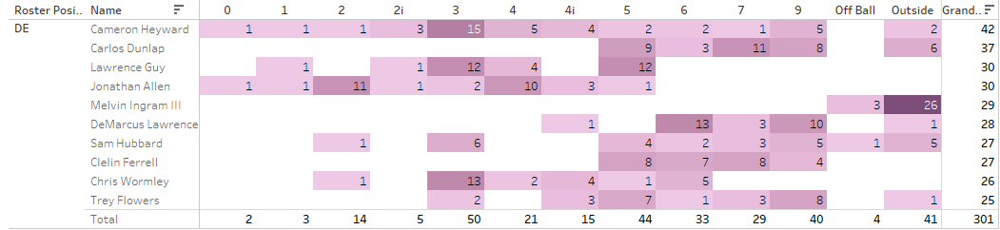 Roster Posi.. Name 0 1 2 2i 3 4 4i 5 6 7 9 Off Ball Outside Grand..
DE Cameron Heyward 1 1 1 3 15 5 4 2 2 1 5 2 42
Carlos Dunlap 9 3 11 8 6 37
Lawrence Guy 1 1 12 4 12 30
Jonathan Allen 1 1 11 1 2 10 3 1 30
Melvin Ingram III 3 26 29
DeMarcus Lawrence 1 13 3 10 1 28
Sam Hubbard 1 6 4 2 3 5 1 5 27
Clelin Ferrell 8 7 8 4 27
Chris Wormley 1 13 2 4 1 5 26
Trey Flowers 2 3 7 1 3 8 1 25
Total 2 3 14 5 50 21 15 44 33 29 40 41 301